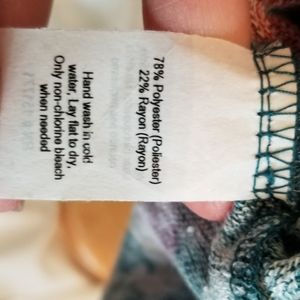 78% Polyester (Poliester)
22% Rayon (Rayon)
Hand wash in cold
water, Lay flat to dry
Only non-chlorine bleach
when needed